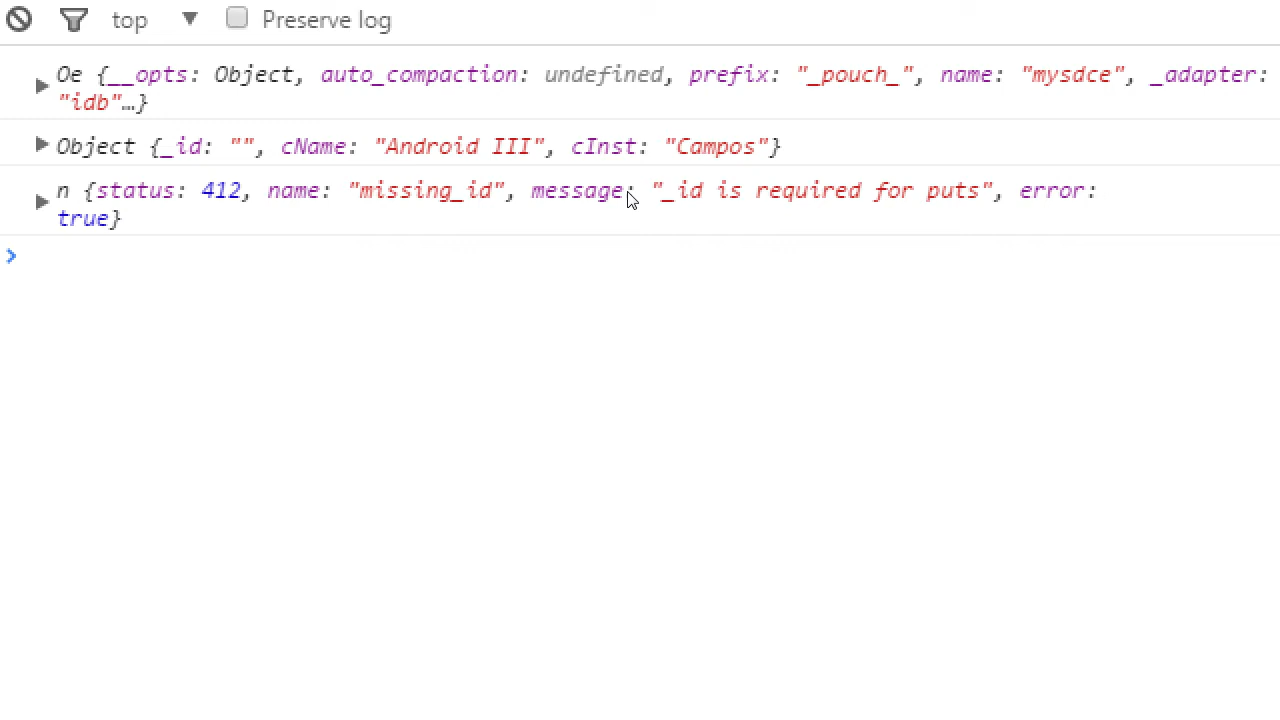 top Preserve log
Oe {__opts: Object, auto_compaction: undefined, prefix: "_pouch_", name: "mysdce", _adapter:
"idb"…}
Object {_id: "", cName: "Android III", cInst: "Campos"}
n {status: 412, name: "missing_id", message: "_id is required for puts", error:
true}